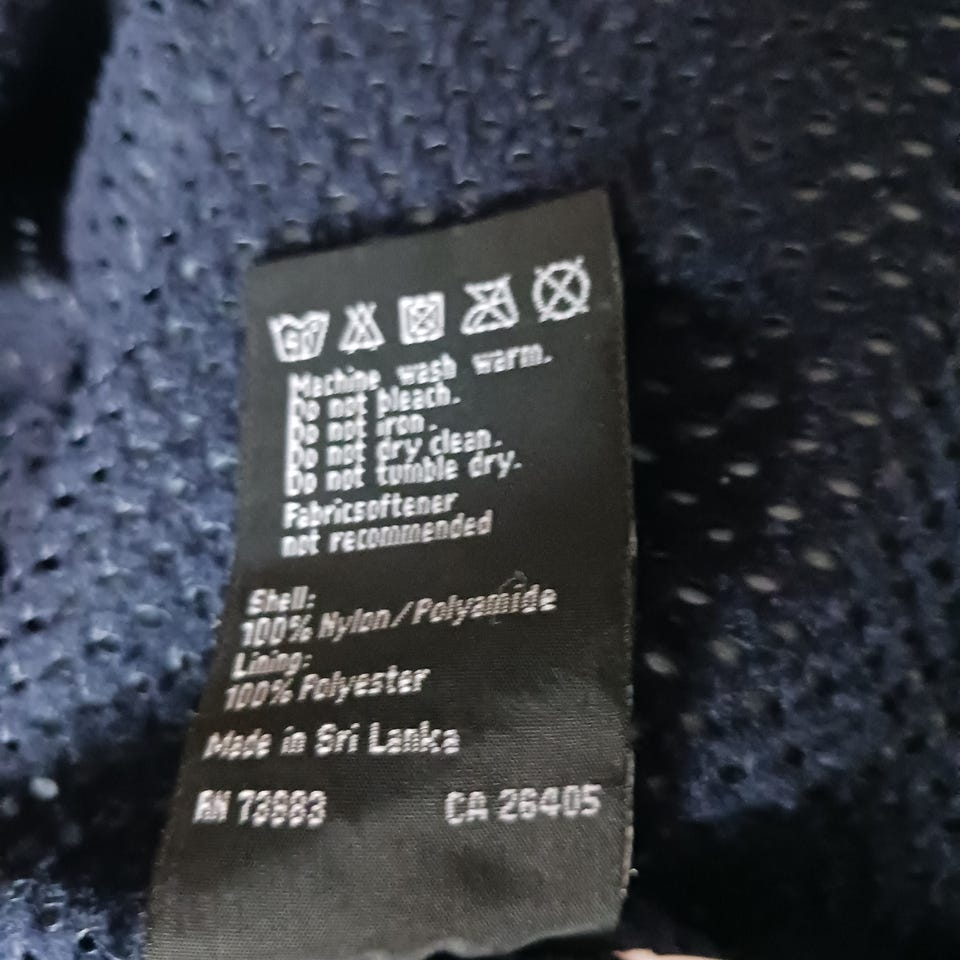 Machine wash warm.
Do not bleach.
Do not iron.
Do not dry clean.
Do not tumble dry.
Fabricsoftener
not recommended
Shell:
100% Nylon/Polyamide
Lining:
100% Polyester
Made in Sri Lanka
RN 73983
CA 26405